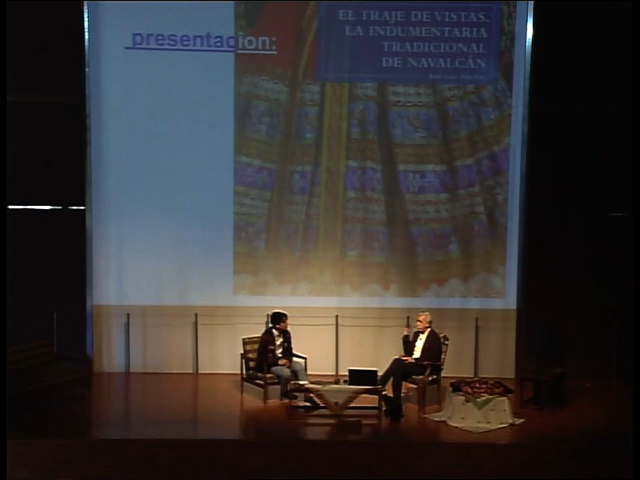 presentacion:
EL TRAJE DE VISTAS.
LA INDUMENTARIA
TRADICIONAL
DE NAVALCÁN